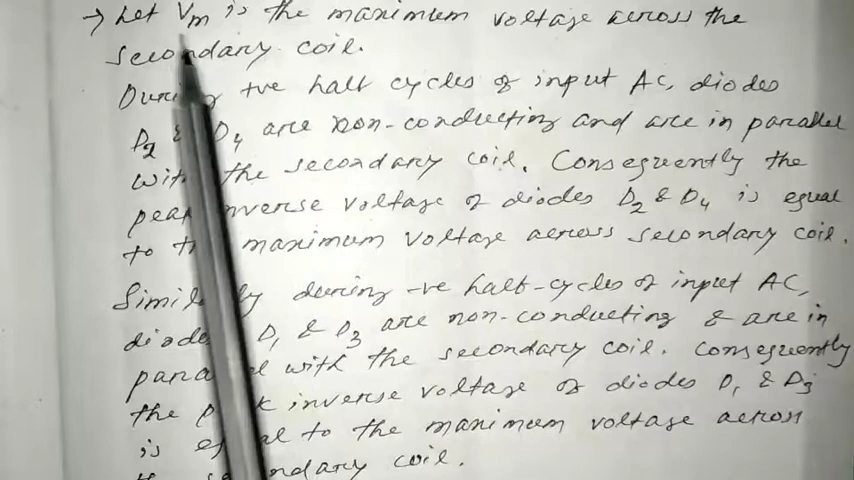 → Let Vm is the maximum voltage across the
secondary coil.
During +ve half cycles of input AC, diodes
D2 & D4 are non-conducting and are in parallel
with the secondary coil. Consequently the
peak inverse voltage of diodes D2 & D4 is equal
to the maximum voltage across secondary coil.
Similarly during -ve half-cycles of input AC,
diodes D1 & D3 are non-conducting & are in
parallel with the secondary coil. Consequently
the peak inverse voltage of diodes D1 & D3
is equal to the maximum voltage across
the secondary coil.